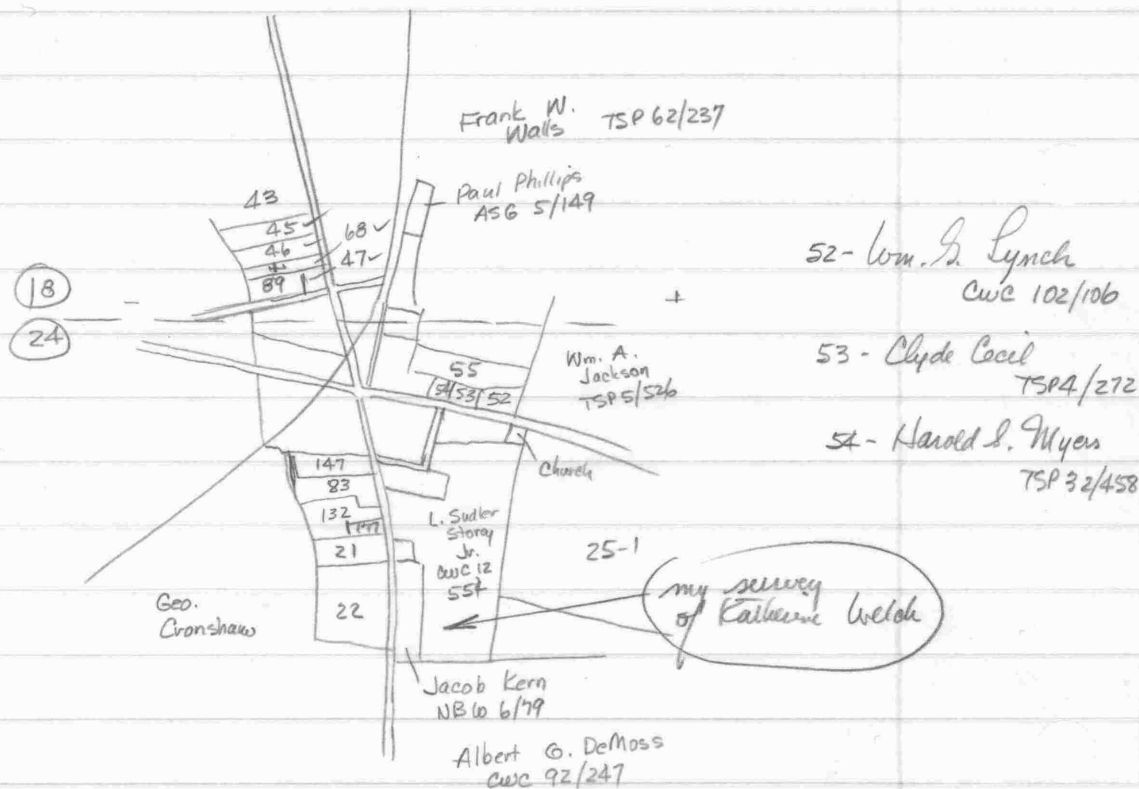 Frank W.
Walls TSP 62/237
Paul Phillips
ASG 5/149
43
45 ✓
46
68 ✓
47 ✓
89
18
24
52 - Wm. S. Lynch
CWC 102/106
53 - Clyde Cecil
TSP 4/272
54 - Harold S. Myers
TSP 32/458
Wm. A.
Jackson
TSP 5/526
55
54 53 52
Church
147
83
132
177
21
22
L. Sudler
Storey
Jr.
CWC 12
554
25-1
my survey
of Katherine Welch
Geo.
Cronshaw
Jacob Kern
NBW 6/79
Albert G. DeMoss
CWC 92/247